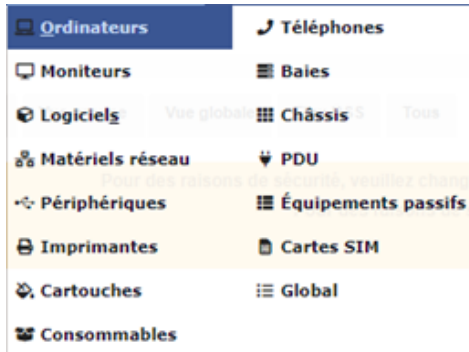 Ordinateurs
Moniteurs
Logiciels
Matériels réseau
Périphériques
Imprimantes
Cartouches
Consommables
Téléphones
Baies
Châssis
PDU
Équipements passifs
Cartes SIM
Global
Vue globale
Tous
Pour des raisons de sécurité, veuillez chang